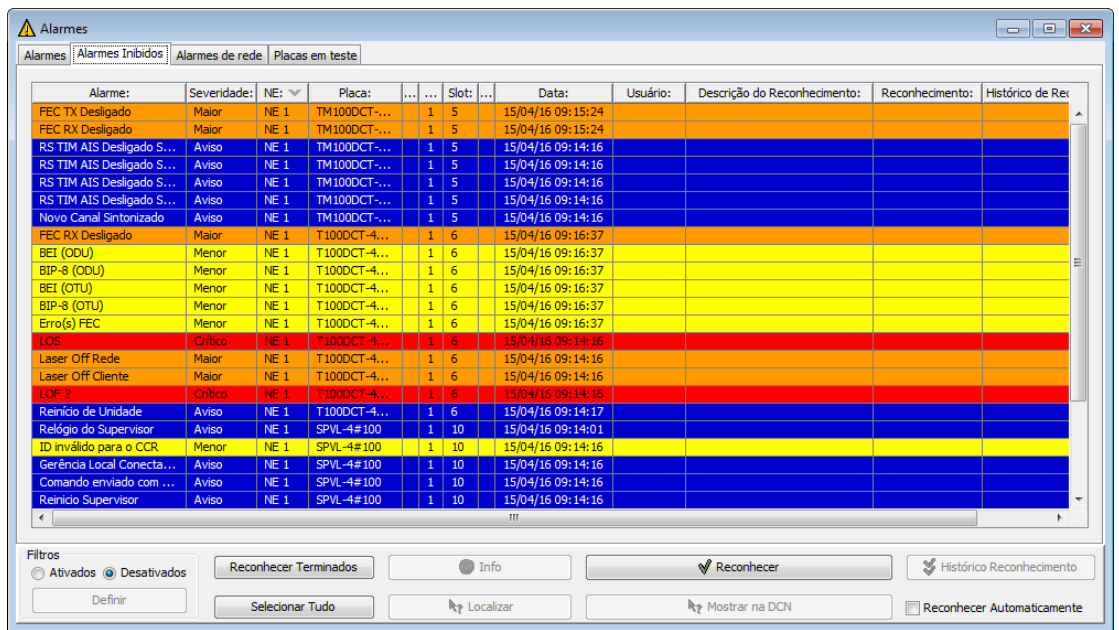 Alarmes
Alarmes Alarmes Inibidos Alarmes de rede Placas em teste
Alarme: Severidade: NE: Placa: ... ... Slot: ... Data: Usuário: Descrição do Reconhecimento: Reconhecimento: Histórico de Rec
FEC TX Desligado Maior NE 1 TM100DCT-... 1 5 15/04/16 09:15:24
FEC RX Desligado Maior NE 1 TM100DCT-... 1 5 15/04/16 09:15:24
RS TIM AIS Desligado S... Aviso NE 1 TM100DCT-... 1 5 15/04/16 09:14:16
RS TIM AIS Desligado S... Aviso NE 1 TM100DCT-... 1 5 15/04/16 09:14:16
RS TIM AIS Desligado S... Aviso NE 1 TM100DCT-... 1 5 15/04/16 09:14:16
RS TIM AIS Desligado S... Aviso NE 1 TM100DCT-... 1 5 15/04/16 09:14:16
Novo Canal Sintonizado Aviso NE 1 TM100DCT-... 1 5 15/04/16 09:14:16
FEC RX Desligado Maior NE 1 T100DCT-4... 1 6 15/04/16 09:16:37
BEI (ODU) Menor NE 1 T100DCT-4... 1 6 15/04/16 09:16:37
BIP-8 (ODU) Menor NE 1 T100DCT-4... 1 6 15/04/16 09:16:37
BEI (OTU) Menor NE 1 T100DCT-4... 1 6 15/04/16 09:16:37
BIP-8 (OTU) Menor NE 1 T100DCT-4... 1 6 15/04/16 09:16:37
Erro(s) FEC Menor NE 1 T100DCT-4... 1 6 15/04/16 09:16:37
LOS Crítico NE 1 T100DCT-4... 1 6 15/04/16 09:14:16
Laser Off Rede Maior NE 1 T100DCT-4... 1 6 15/04/16 09:14:16
Laser Off Cliente Maior NE 1 T100DCT-4... 1 6 15/04/16 09:14:16
LOF 2 Crítico NE 1 T100DCT-4... 1 6 15/04/16 09:14:16
Reinício de Unidade Aviso NE 1 T100DCT-4... 1 6 15/04/16 09:14:17
Relógio do Supervisor Aviso NE 1 SPVL-4#100 1 10 15/04/16 09:14:01
ID inválido para o CCR Menor NE 1 SPVL-4#100 1 10 15/04/16 09:14:16
Gerência Local Conecta... Aviso NE 1 SPVL-4#100 1 10 15/04/16 09:14:16
Comando enviado com ... Aviso NE 1 SPVL-4#100 1 10 15/04/16 09:14:16
Reinicio Supervisor Aviso NE 1 SPVL-4#100 1 10 15/04/16 09:14:16
Filtros
Ativados Desativados Reconhecer Terminados Info Reconhecer Histórico Reconhecimento
Definir Selecionar Tudo Localizar Mostrar na DCN Reconhecer Automaticamente